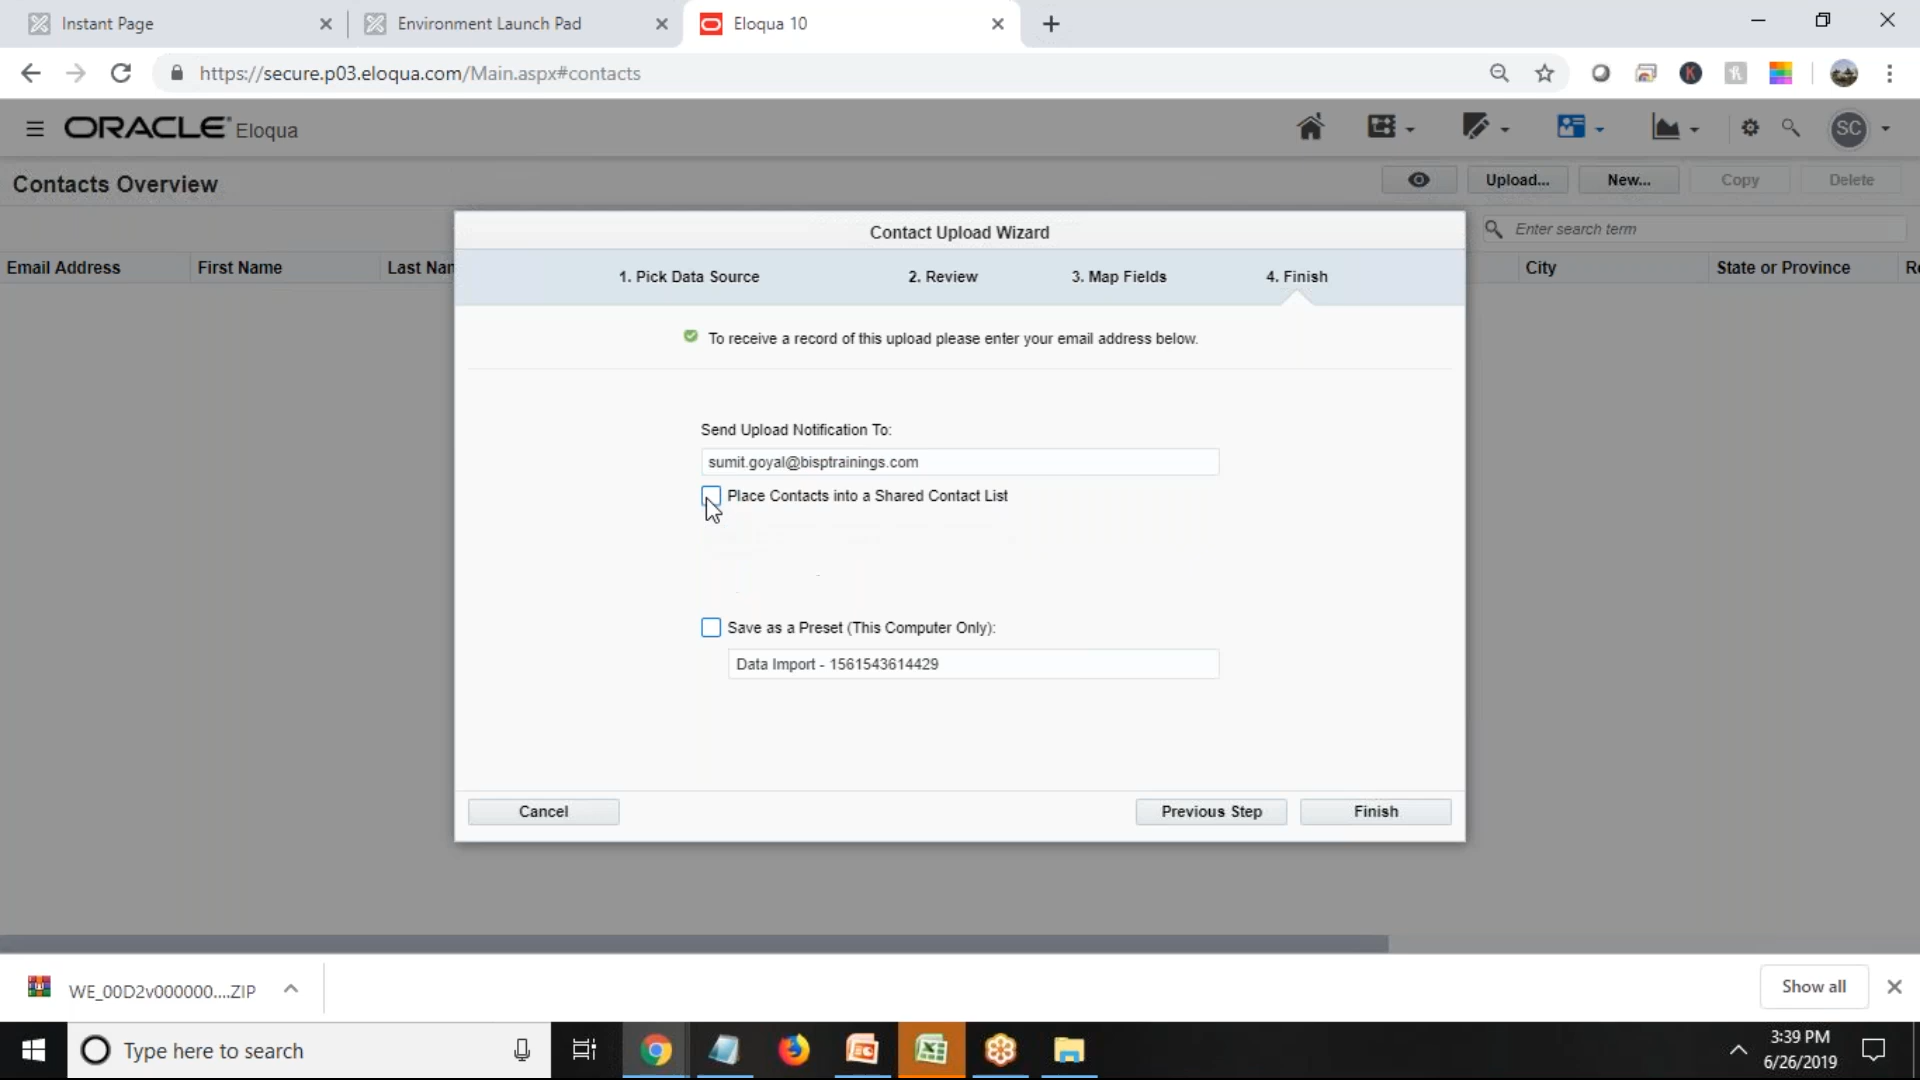 Instant Page
Environment Launch Pad
Eloqua 10
https://secure.p03.eloqua.com/Main.aspx#contacts
ORACLE Eloqua
SC
Contacts Overview
Upload...
New...
Copy
Delete
Enter search term
Email Address
First Name
Last Nar
City
State or Province
Contact Upload Wizard
1. Pick Data Source
2. Review
3. Map Fields
4. Finish
To receive a record of this upload please enter your email address below.
Send Upload Notification To:
sumit.goyal@bisptrainings.com
Place Contacts into a Shared Contact List
Save as a Preset (This Computer Only):
Data Import - 1561543614429
Cancel
Previous Step
Finish
WE_00D2v000000....ZIP
Show all
Type here to search
3:39 PM
6/26/2019